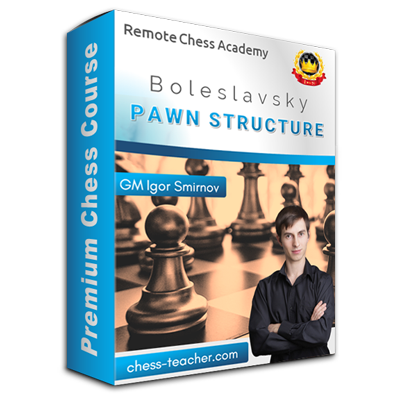 Remote Chess Academy
Boleslavsky
PAWN STRUCTURE
GM Igor Smirnov
chess-teacher.com
Premium Chess Course